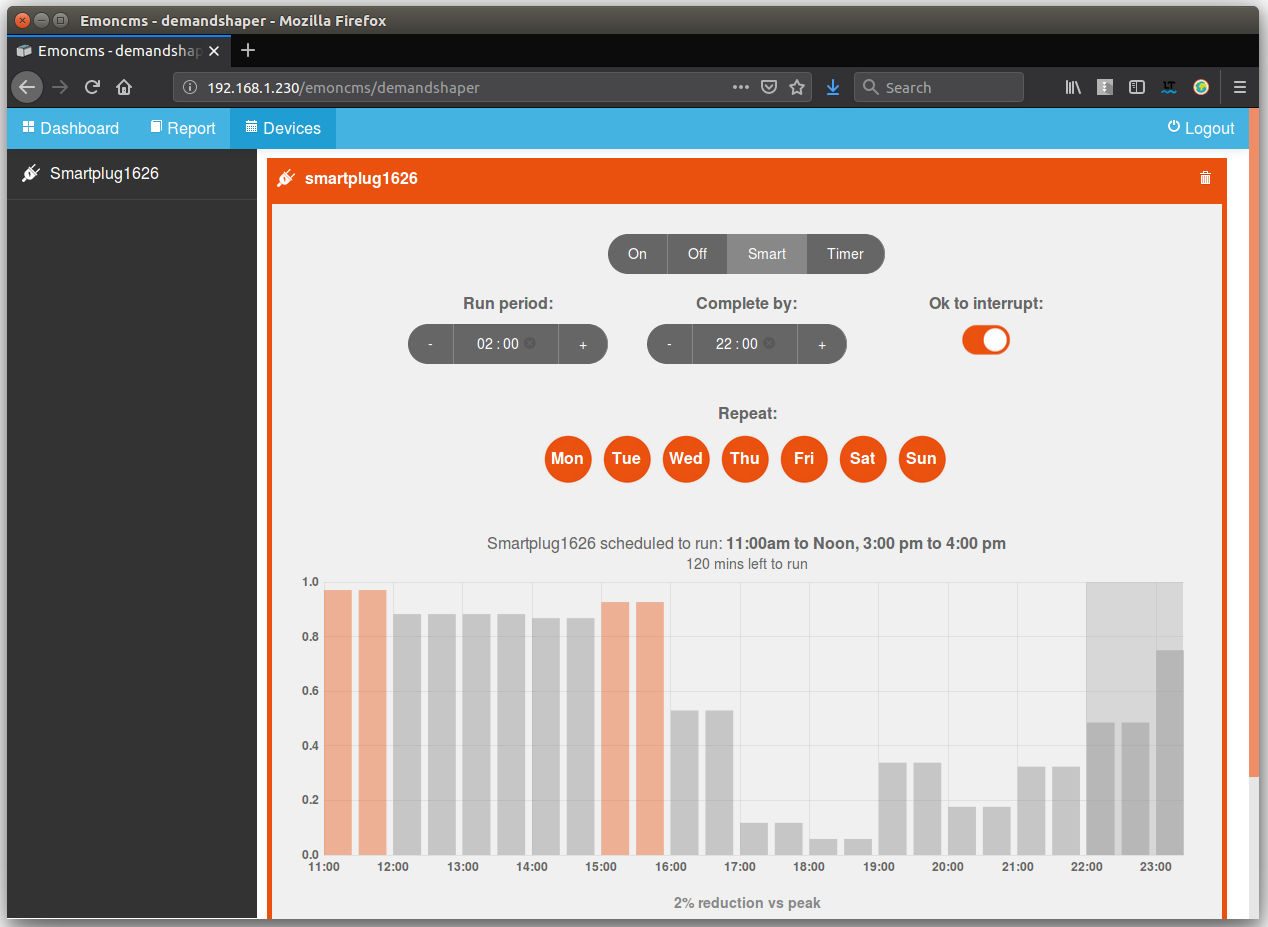 Emoncms - demandshaper - Mozilla Firefox
Emoncms - demandshap
192.168.1.230/emoncms/demandshaper
Search
Dashboard Report Devices Logout
Smartplug1626
smartplug1626
On Off Smart Timer
Run period: Complete by: Ok to interrupt:
- 02 : 00 + - 22 : 00 +
Repeat:
Mon Tue Wed Thu Fri Sat Sun
Smartplug1626 scheduled to run: 11:00am to Noon, 3:00 pm to 4:00 pm
120 mins left to run
1.0
0.8
0.6
0.4
0.2
0.0
11:00 12:00 13:00 14:00 15:00 16:00 17:00 18:00 19:00 20:00 21:00 22:00 23:00
2% reduction vs peak